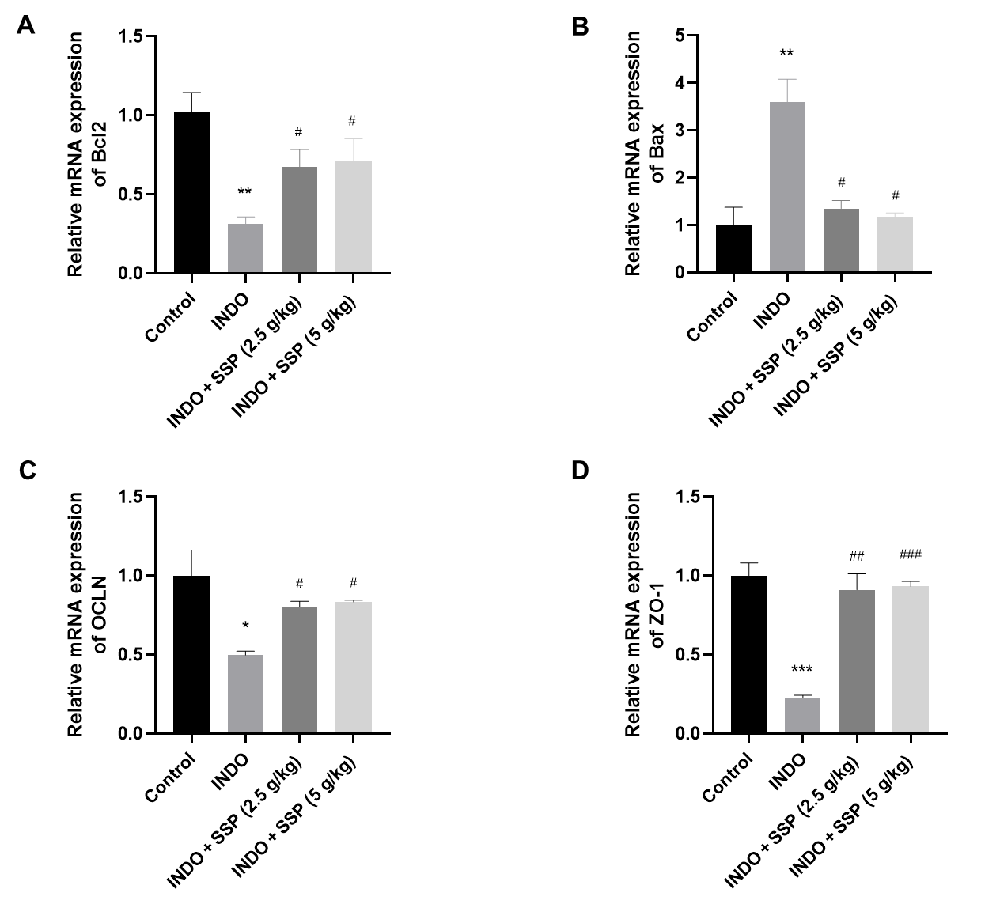 A
Relative mRNA expression
of Bcl2
1.5
1.0
0.5
0.0
**
#
#
Control
INDO
INDO + SSP (2.5 g/kg)
INDO + SSP (5 g/kg)
B
Relative mRNA expression
of Bax
5
4
3
2
1
0
**
#
#
Control
INDO
INDO + SSP (2.5 g/kg)
INDO + SSP (5 g/kg)
C
Relative mRNA expression
of OCLN
1.5
1.0
0.5
0.0
*
#
#
Control
INDO
INDO + SSP (2.5 g/kg)
INDO + SSP (5 g/kg)
D
Relative mRNA expression
of ZO-1
1.5
1.0
0.5
0.0
***
##
###
Control
INDO
INDO + SSP (2.5 g/kg)
INDO + SSP (5 g/kg)